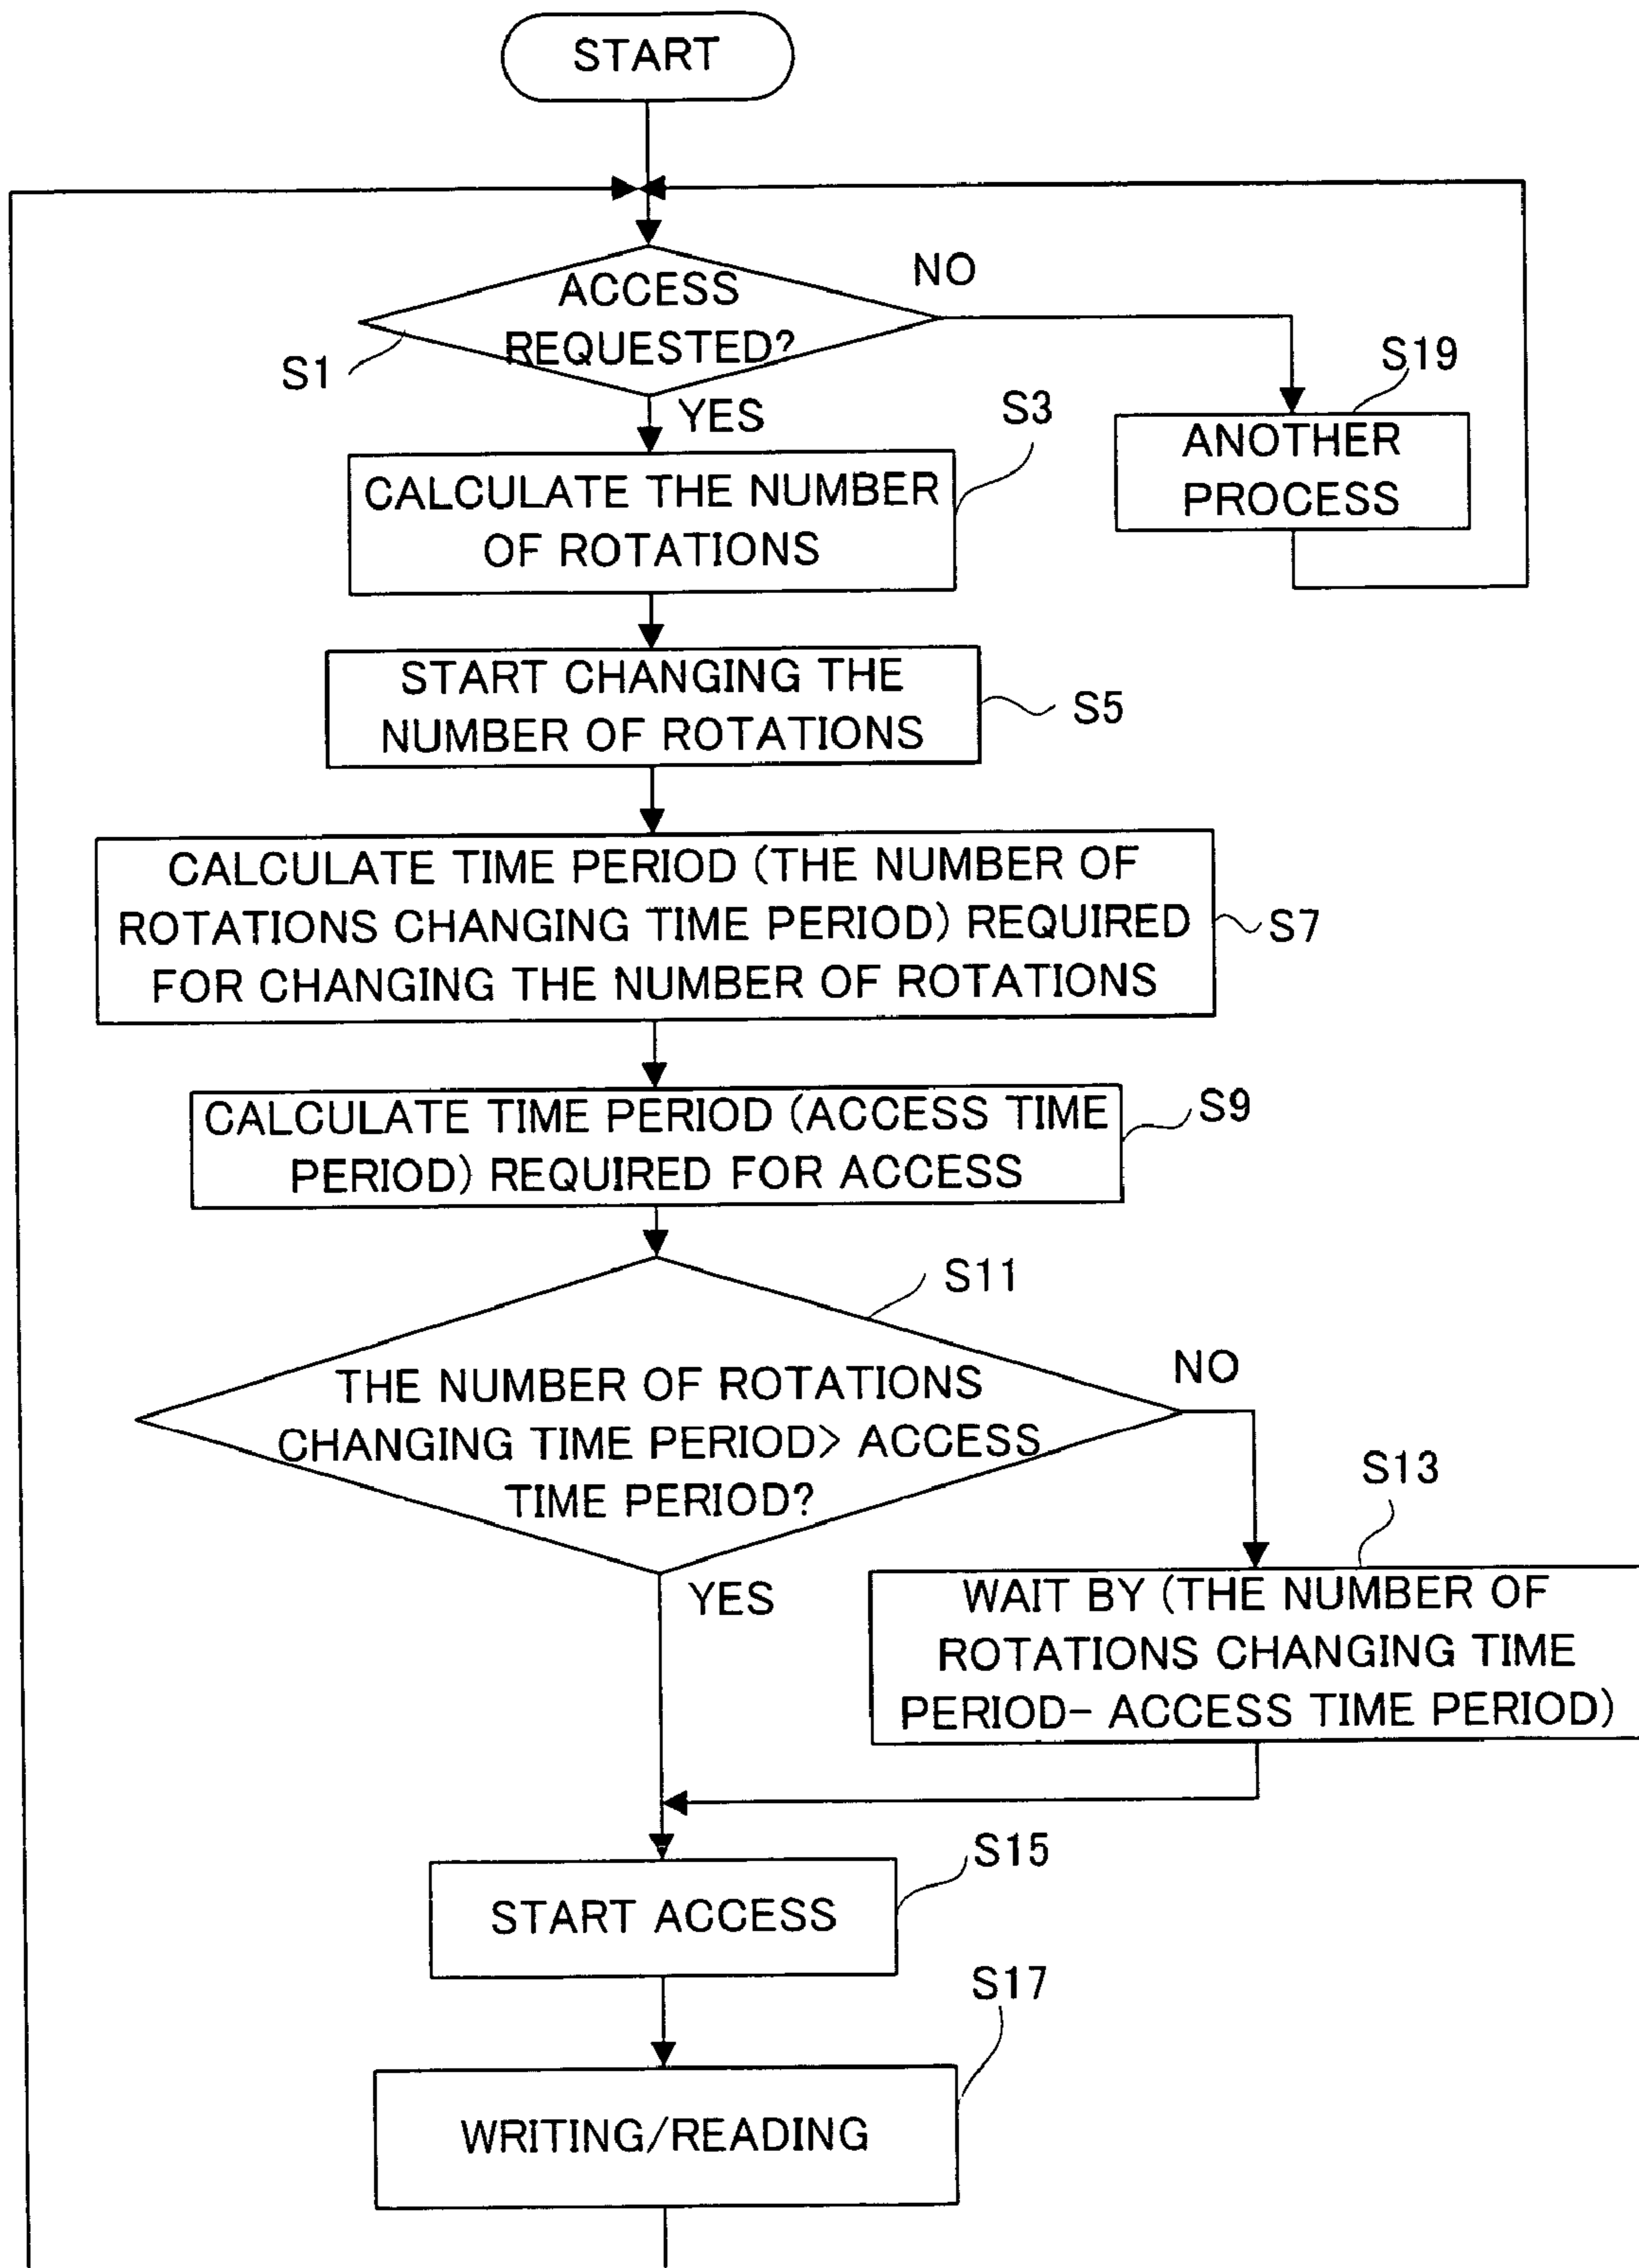 START
ACCESS
REQUESTED?
NO
S1
YES
S19
ANOTHER
PROCESS
S3
CALCULATE THE NUMBER
OF ROTATIONS
START CHANGING THE
NUMBER OF ROTATIONS
S5
CALCULATE TIME PERIOD (THE NUMBER OF
ROTATIONS CHANGING TIME PERIOD) REQUIRED
FOR CHANGING THE NUMBER OF ROTATIONS
S7
CALCULATE TIME PERIOD (ACCESS TIME
PERIOD) REQUIRED FOR ACCESS
S9
S11
THE NUMBER OF ROTATIONS
CHANGING TIME PERIOD> ACCESS
TIME PERIOD?
NO
YES
S13
WAIT BY (THE NUMBER OF
ROTATIONS CHANGING TIME
PERIOD- ACCESS TIME PERIOD)
S15
START ACCESS
S17
WRITING/READING